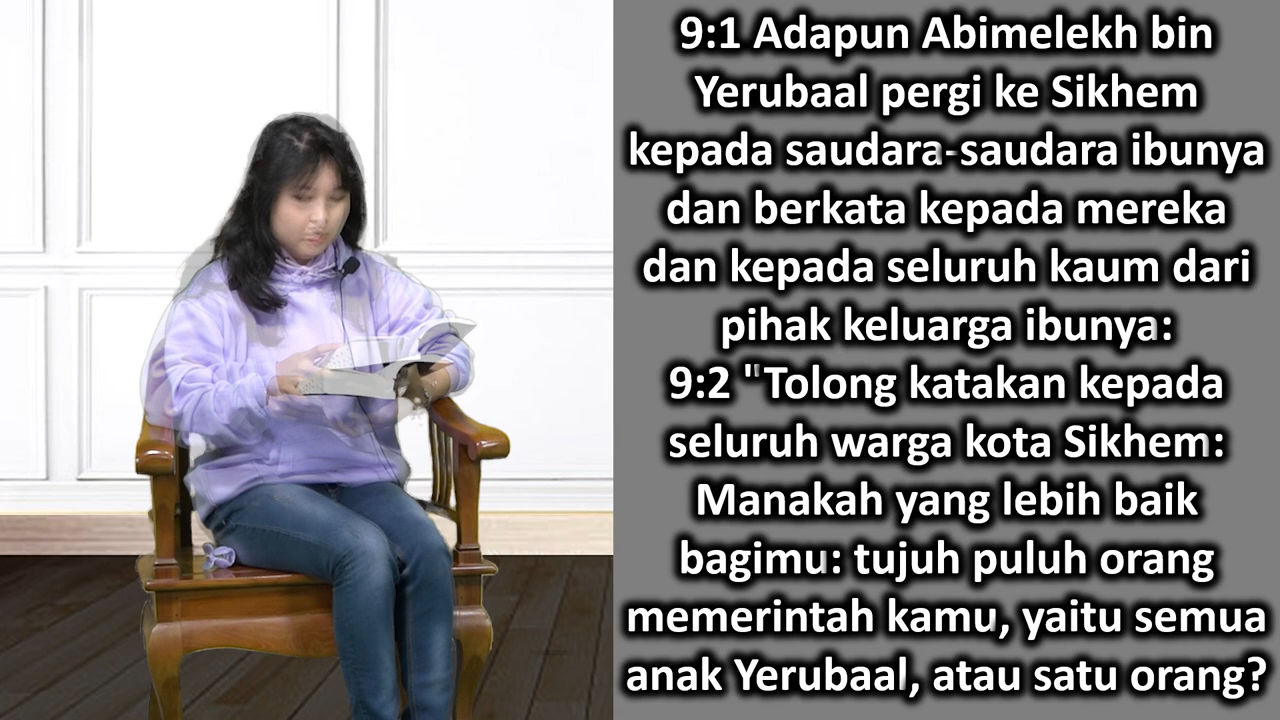 9:1 Adapun Abimelekh bin
Yerubaal pergi ke Sikhem
kepada saudara-saudara ibunya
dan berkata kepada mereka
dan kepada seluruh kaum dari
pihak keluarga ibunya:
9:2 "Tolong katakan kepada
seluruh warga kota Sikhem:
Manakah yang lebih baik
bagimu: tujuh puluh orang
memerintah kamu, yaitu semua
anak Yerubaal, atau satu orang?